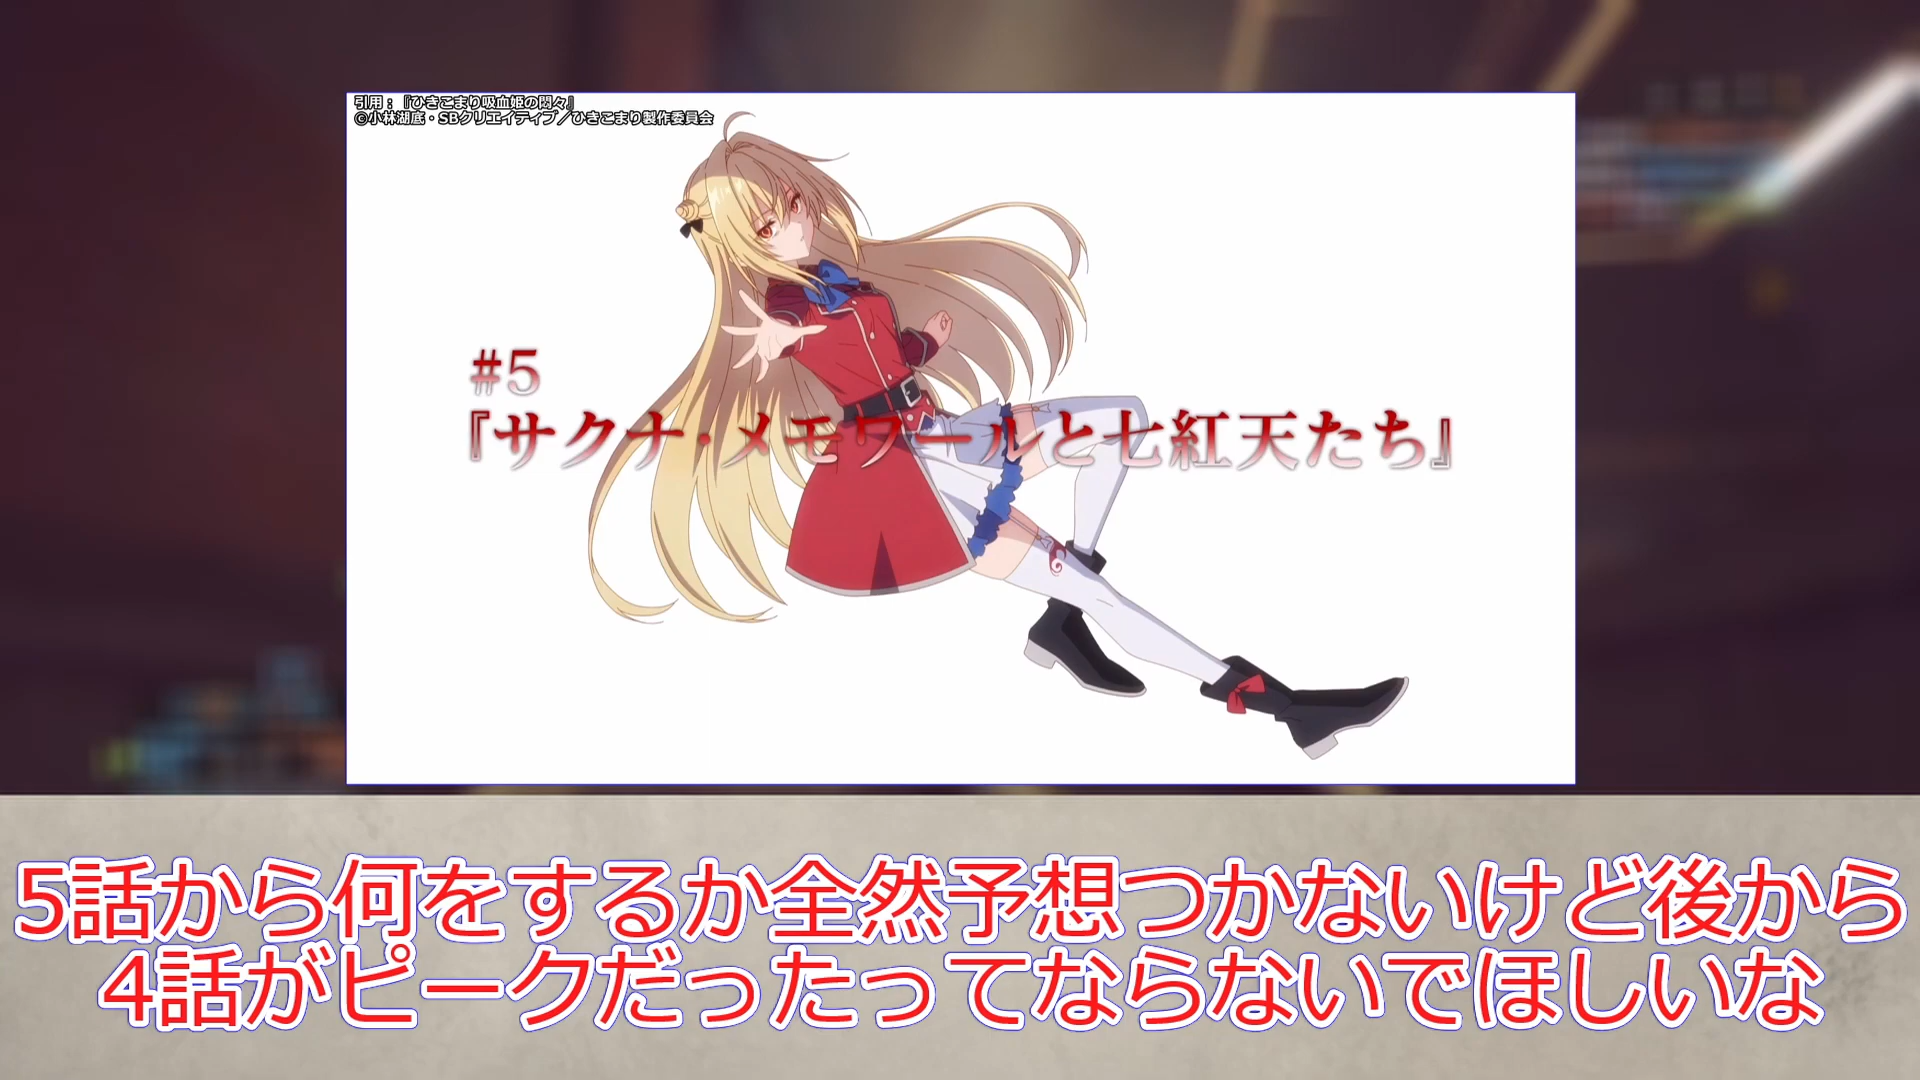 引用：『ひきこまり吸血姫の悶々』
©小林湖底・SBクリエイティブ／ひきこまり製作委員会
#5
『サクナ・メモワールと七紅天たち』
5話から何をするか全然予想つかないけど後から
4話がピークだったってならないでほしいな